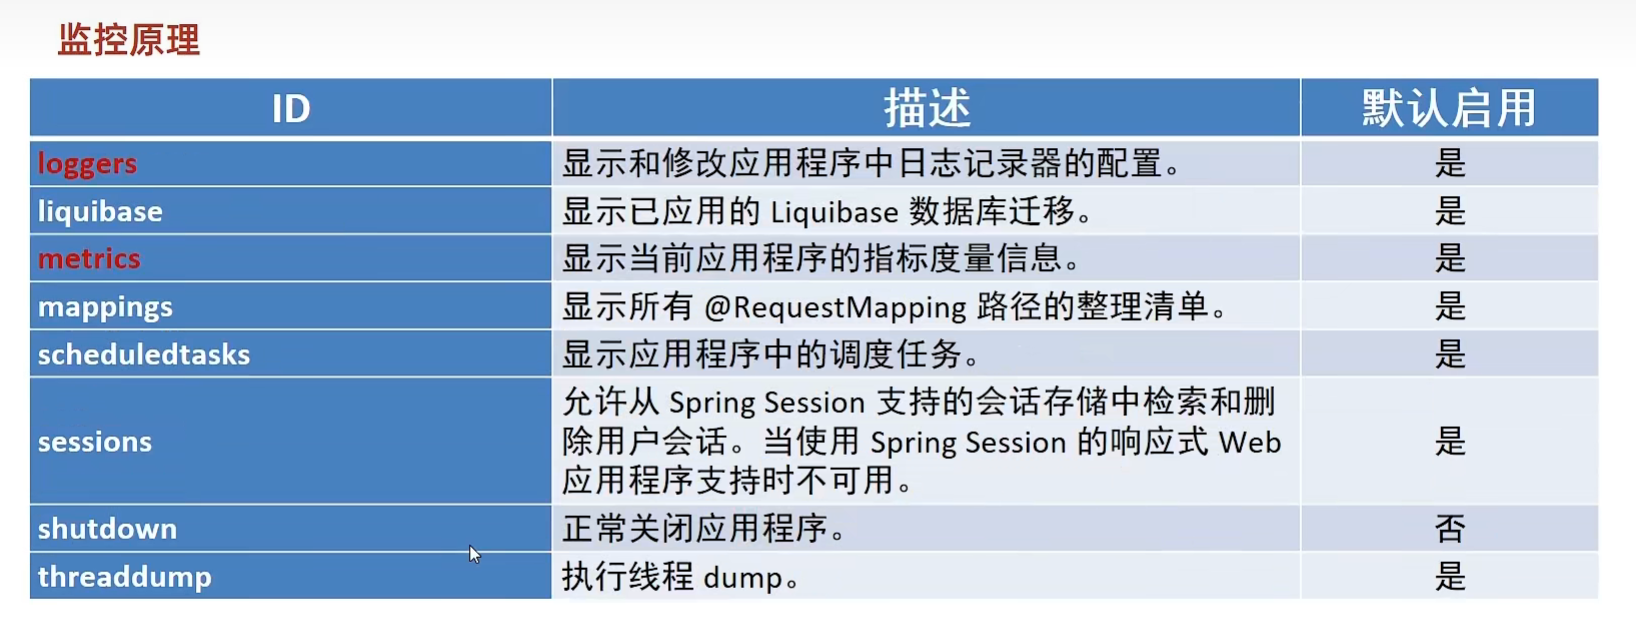 监控原理
ID 描述 默认启用
loggers 显示和修改应用程序中日志记录器的配置。 是
liquibase 显示已应用的 Liquibase 数据库迁移。 是
metrics 显示当前应用程序的指标度量信息。 是
mappings 显示所有 @RequestMapping 路径的整理清单。 是
scheduledtasks 显示应用程序中的调度任务。 是
sessions 允许从 Spring Session 支持的会话存储中检索和删
除用户会话。当使用 Spring Session 的响应式 Web
应用程序支持时不可用。 是
shutdown 正常关闭应用程序。 否
threaddump 执行线程 dump。 是